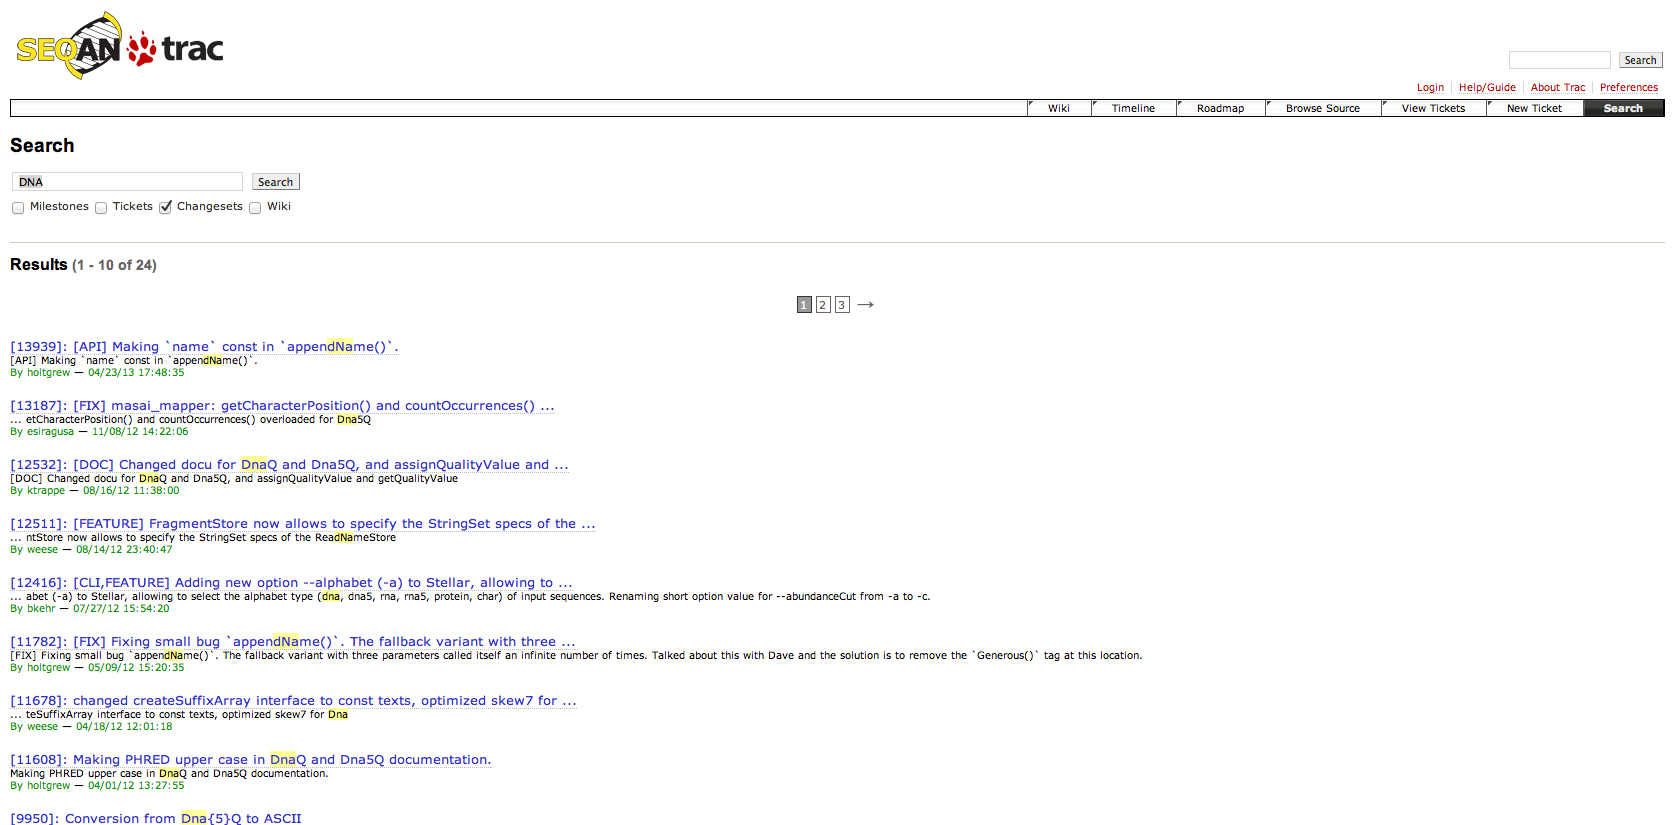 SEQAN trac
Search
Login Help/Guide About Trac Preferences
Wiki Timeline Roadmap Browse Source View Tickets New Ticket Search
Search
DNA Search
Milestones Tickets Changesets Wiki
Results (1 - 10 of 24)
1 2 3 →
[13939]: [API] Making `name` const in `appendName()`.
[API] Making `name` const in `appendName()`.
By holtgrew — 04/23/13 17:48:35
[13187]: [FIX] masai_mapper: getCharacterPosition() and countOccurrences() ...
... etCharacterPosition() and countOccurrences() overloaded for Dna5Q
By esiragusa — 11/08/12 14:22:06
[12532]: [DOC] Changed docu for DnaQ and Dna5Q, and assignQualityValue and ...
[DOC] Changed docu for DnaQ and Dna5Q, and assignQualityValue and getQualityValue
By ktrappe — 08/16/12 11:38:00
[12511]: [FEATURE] FragmentStore now allows to specify the StringSet specs of the ...
... ntStore now allows to specify the StringSet specs of the ReadNameStore
By weese — 08/14/12 23:40:47
[12416]: [CLI,FEATURE] Adding new option --alphabet (-a) to Stellar, allowing to ...
... abet (-a) to Stellar, allowing to select the alphabet type (dna, dna5, rna, rna5, protein, char) of input sequences. Renaming short option value for --abundanceCut from -a to -c.
By bkehr — 07/27/12 15:54:20
[11782]: [FIX] Fixing small bug `appendName()`. The fallback variant with three ...
[FIX] Fixing small bug `appendName()`. The fallback variant with three parameters called itself an infinite number of times. Talked about this with Dave and the solution is to remove the `Generous()` tag at this location.
By holtgrew — 05/09/12 15:20:35
[11678]: changed createSuffixArray interface to const texts, optimized skew7 for ...
... teSuffixArray interface to const texts, optimized skew7 for Dna
By weese — 04/18/12 12:01:18
[11608]: Making PHRED upper case in DnaQ and Dna5Q documentation.
Making PHRED upper case in DnaQ and Dna5Q documentation.
By holtgrew — 04/01/12 13:27:55
[9950]: Conversion from Dna{5}Q to ASCII